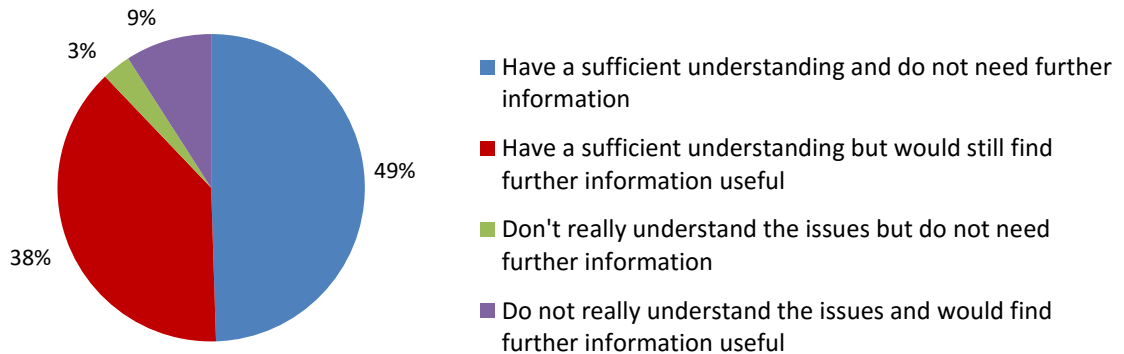 9%
3%
49%
38%
Have a sufficient understanding and do not need further
information
Have a sufficient understanding but would still find
further information useful
Don't really understand the issues but do not need
further information
Do not really understand the issues and would find
further information useful